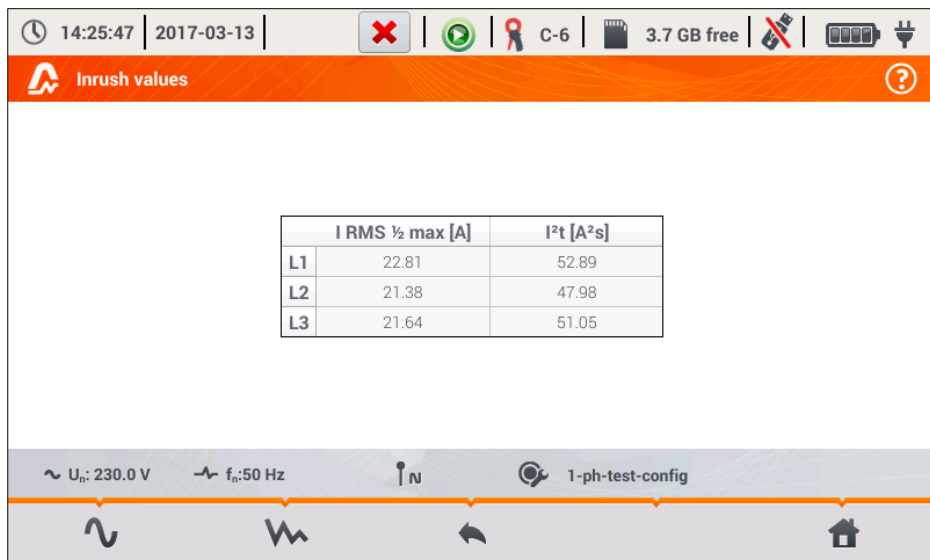 14:25:47 2017-03-13 C-6 3.7 GB free
Inrush values ?
I RMS ½ max [A] I²t [A²s]
L1 22.81 52.89
L2 21.38 47.98
L3 21.64 51.05
Uₙ: 230.0 V fₙ:50 Hz N 1-ph-test-config